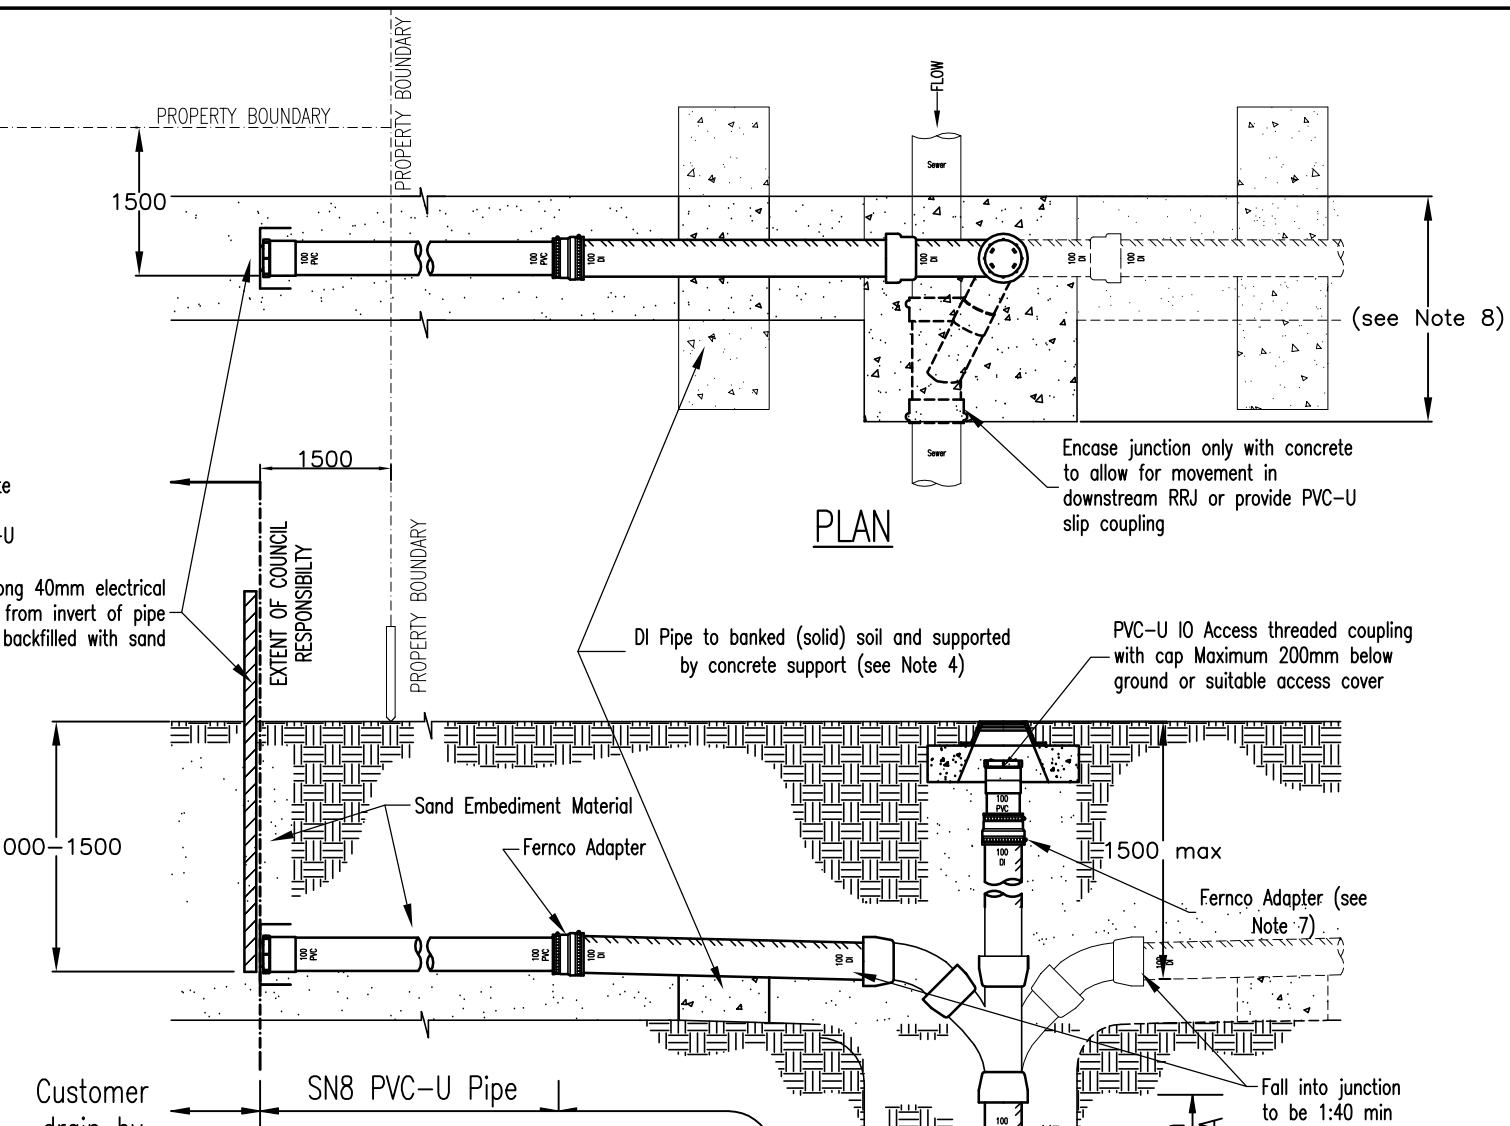 PROPERTY BOUNDARY
PROPERTY BOUNDARY
FLOW
Sewer
1500
100
PVC
100
PVC
100
DI
100
DI
100
DI
100
DI
(see Note 8)
Encase junction only with concrete
to allow for movement in
downstream RRJ or provide PVC-U
slip coupling
Sewer
PLAN
1500
EXTENT OF COUNCIL
RESPONSIBILTY
PROPERTY BOUNDARY
-U
ong 40mm electrical
from invert of pipe
backfilled with sand
DI Pipe to banked (solid) soil and supported
by concrete support (see Note 4)
PVC-U IO Access threaded coupling
with cap Maximum 200mm below
ground or suitable access cover
Sand Embediment Material
Fernco Adapter
000-1500
100
PVC
100
DI
1500 max
Fernco Adapter (see
Note 7)
100
PVC
100
PVC
100
DI
100
DI
100
DI
Fall into junction
to be 1:40 min
Customer
drain by
SN8 PVC-U Pipe
100